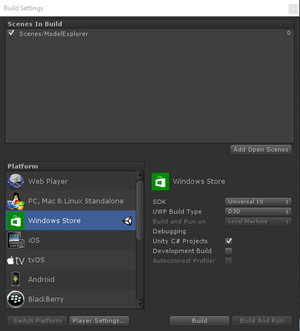 Build Settings
Scenes In Build
Scenes/ModelExplorer 0
Add Open Scenes
Platform
Web Player
PC, Mac & Linux Standalone
Windows Store
iOS
tvOS
Android
BlackBerry
Windows Store
SDK Universal 10
UWP Build Type D3D
Build and Run on Local Machine
Debugging
Unity C# Projects
Development Build
Autoconnect Profiler
Switch Platform Player Settings... Build Build And Run